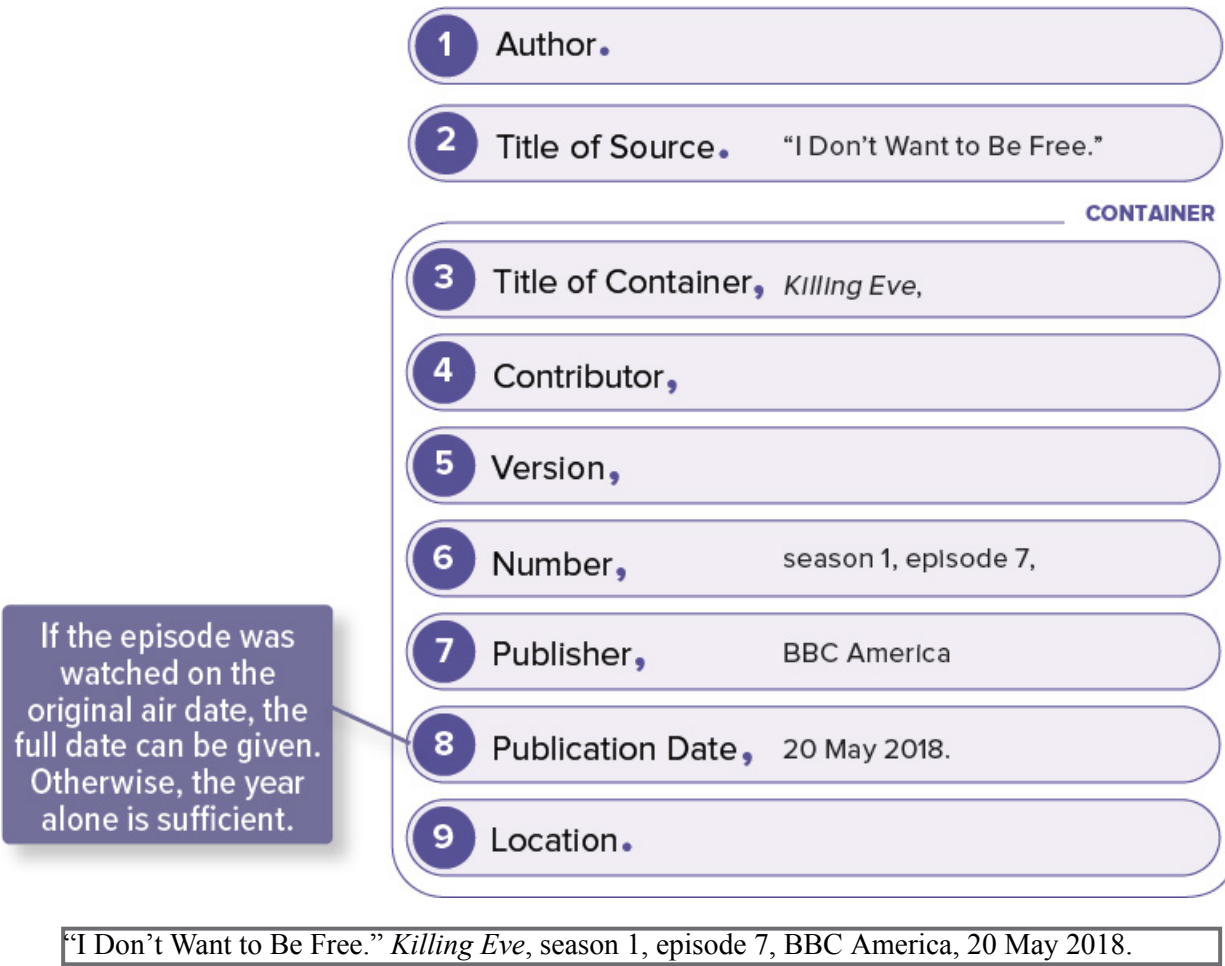 1 Author.
2 Title of Source. “I Don’t Want to Be Free.”
CONTAINER
3 Title of Container, Killing Eve,
4 Contributor,
5 Version,
6 Number, season 1, episode 7,
7 Publisher, BBC America
If the episode was
watched on the
original air date, the
full date can be given.
Otherwise, the year
alone is sufficient.
8 Publication Date, 20 May 2018.
9 Location.
“I Don’t Want to Be Free.” Killing Eve, season 1, episode 7, BBC America, 20 May 2018.